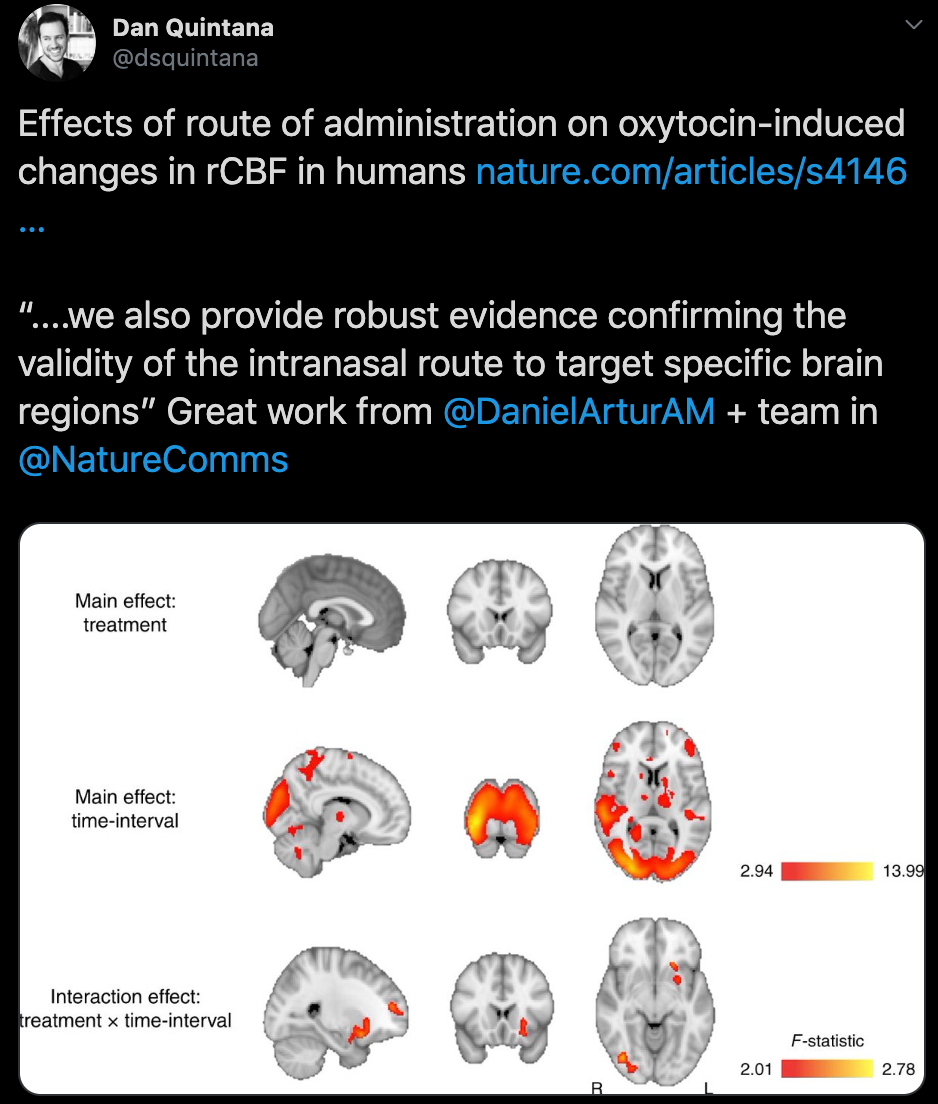 Dan Quintana
@dsquintana
Effects of route of administration on oxytocin-induced
changes in rCBF in humans nature.com/articles/s4146
...
“....we also provide robust evidence confirming the
validity of the intranasal route to target specific brain
regions” Great work from @DanielArturAM + team in
@NatureComms
Main effect:
treatment
Main effect:
time-interval
2.94 13.99
Interaction effect:
treatment × time-interval
F-statistic
2.01 2.78
R L